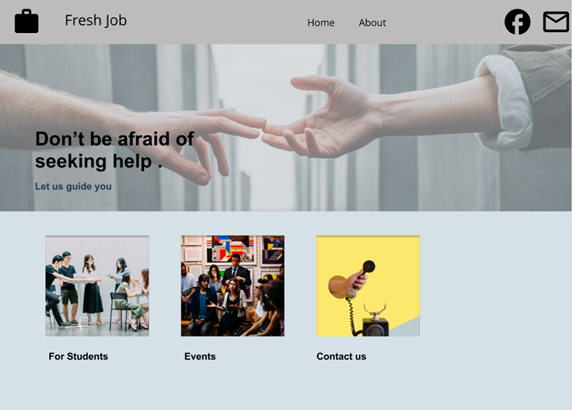 Fresh Job
Home
About
Don’t be afraid of
seeking help .
Let us guide you
For Students
Events
Contact us